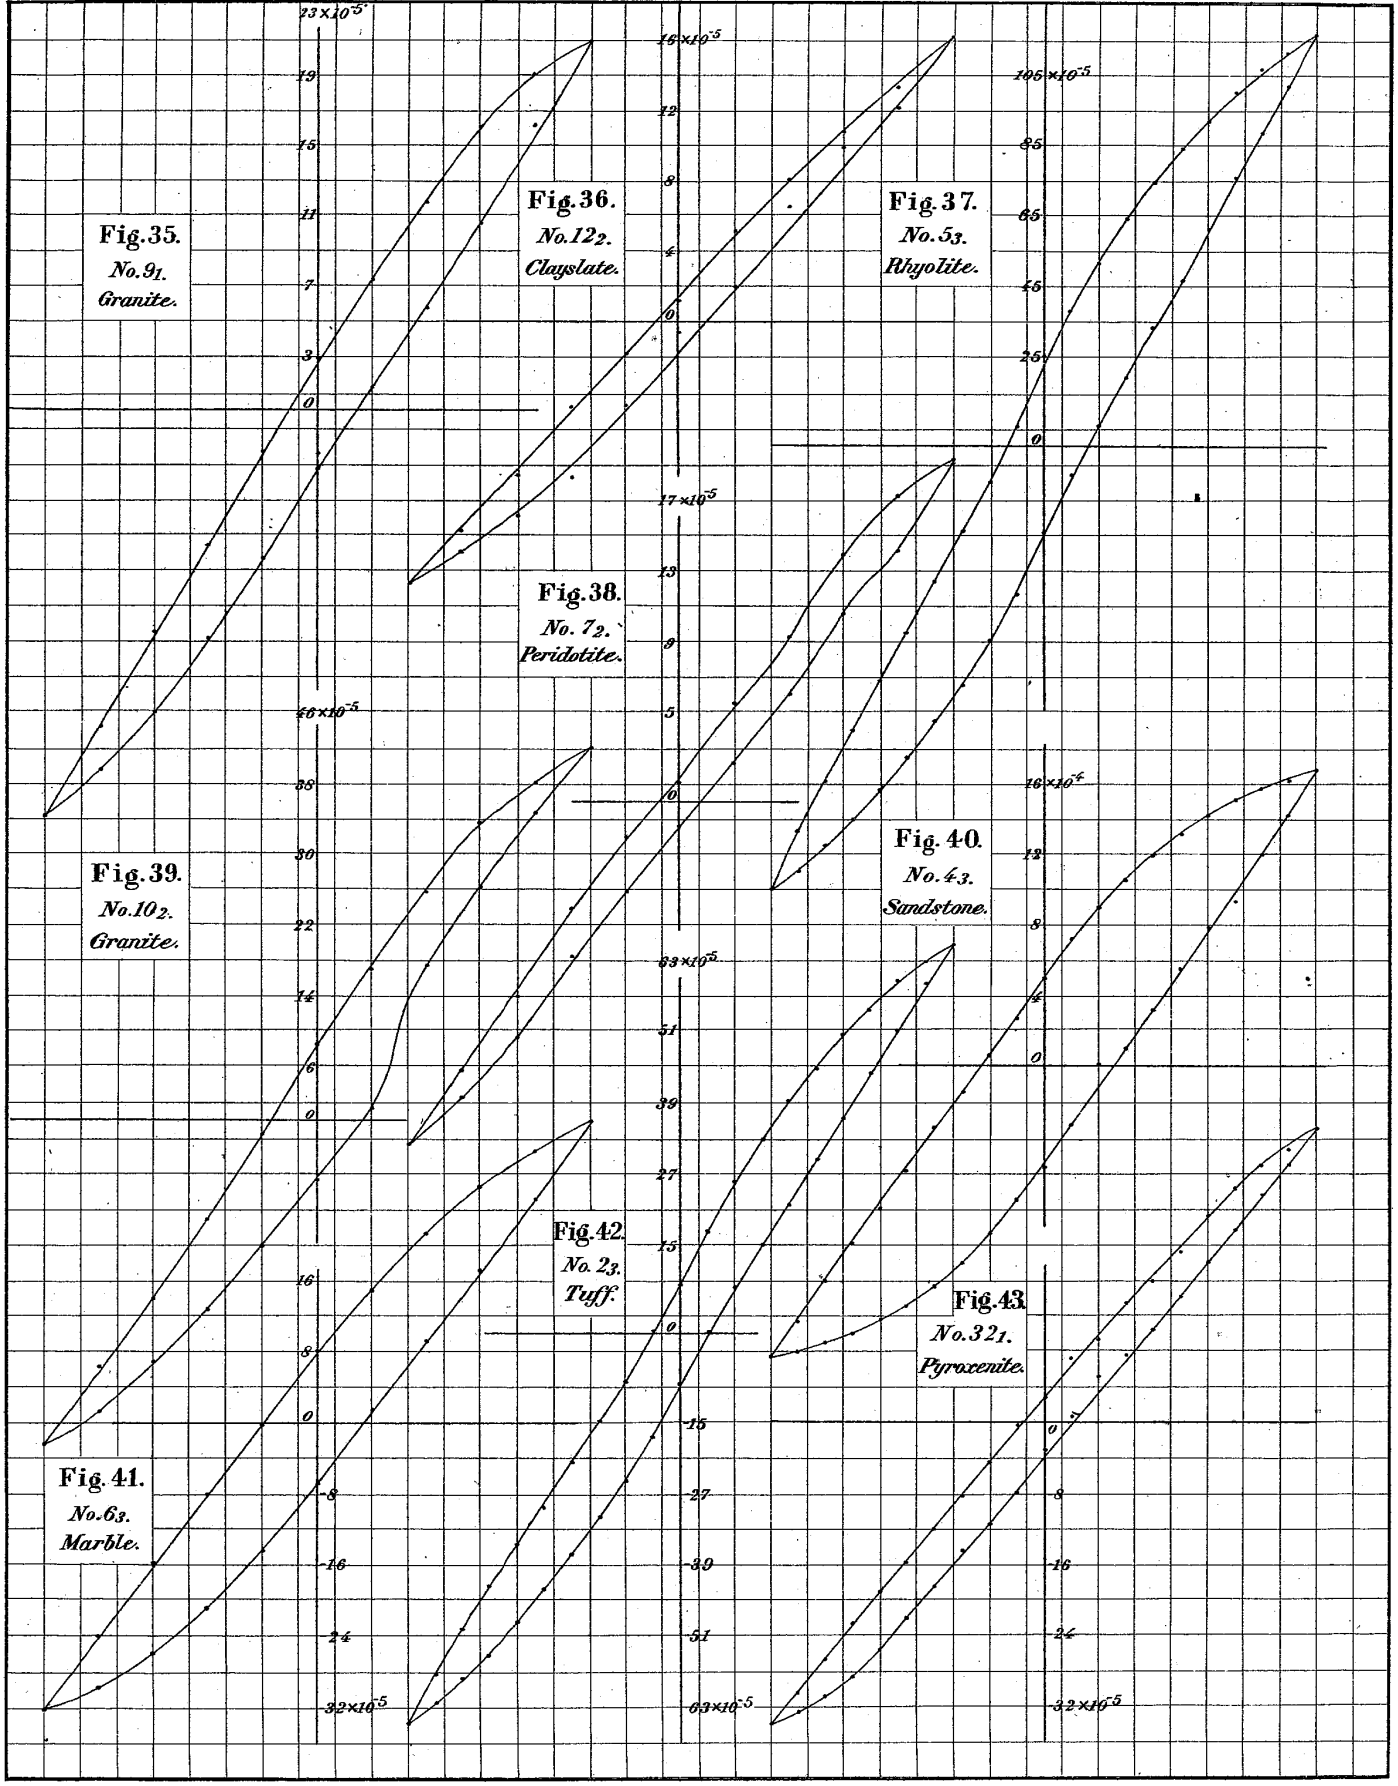 23×10-5
19
15
11
7
3
0
Fig.35.
No.91.
Granite.
16×10-5
12
8
4
0
Fig.36.
No.122.
Clayslate.
105×10-5
85
65
45
25
0
Fig.37.
No.53.
Rhyolite.
17×10-5
13
9
5
0
Fig.38.
No.72.
Peridotite.
46×10-5
38
30
22
14
6
0
Fig.39.
No.102.
Granite.
16×10-4
12
8
4
0
Fig.40.
No.43.
Sandstone.
16
8
0
-8
-16
-24
-32×10-5
Fig.41.
No.63.
Marble.
63×10-5
51
39
27
15
0
-15
-27
-39
51
63×10-5
Fig.42.
No.23.
Tuff.
0
-8
-16
-24
-32×10-5
Fig.43.
No.321.
Pyroxenite.